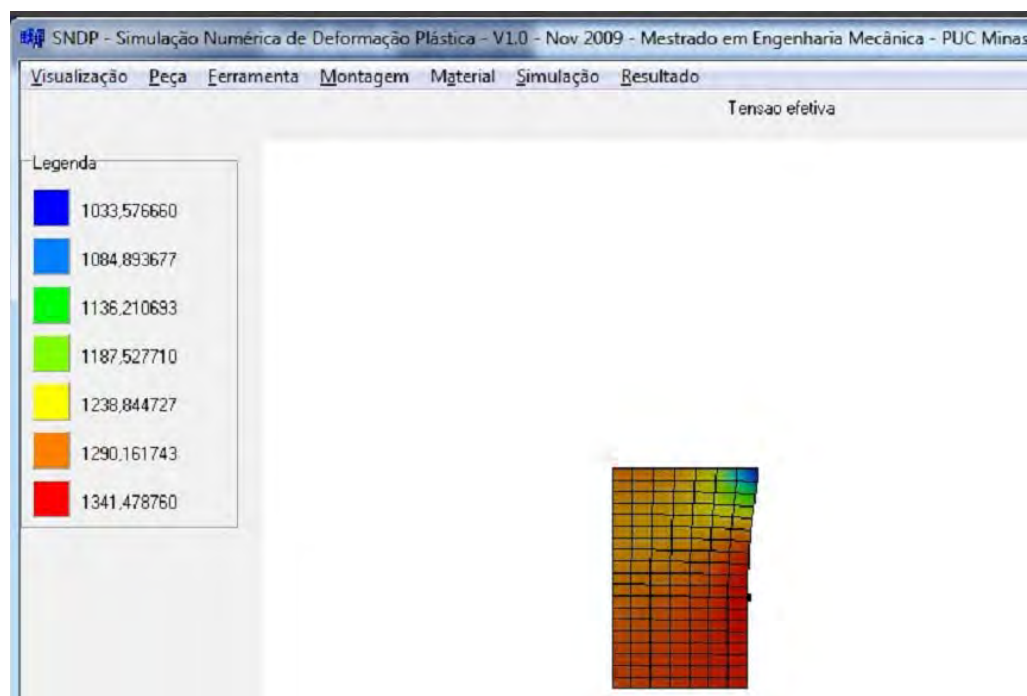 SNDP - Simulação Numérica de Deformação Plástica - V1.0 - Nov 2009 - Mestrado em Engenharia Mecânica - PUC Minas
Visualização Peça Ferramenta Montagem Material Simulação Resultado
Tensao efetiva
Legenda
1033,576660
1084,893677
1136,210693
1187,527710
1238,844727
1290,161743
1341,478760